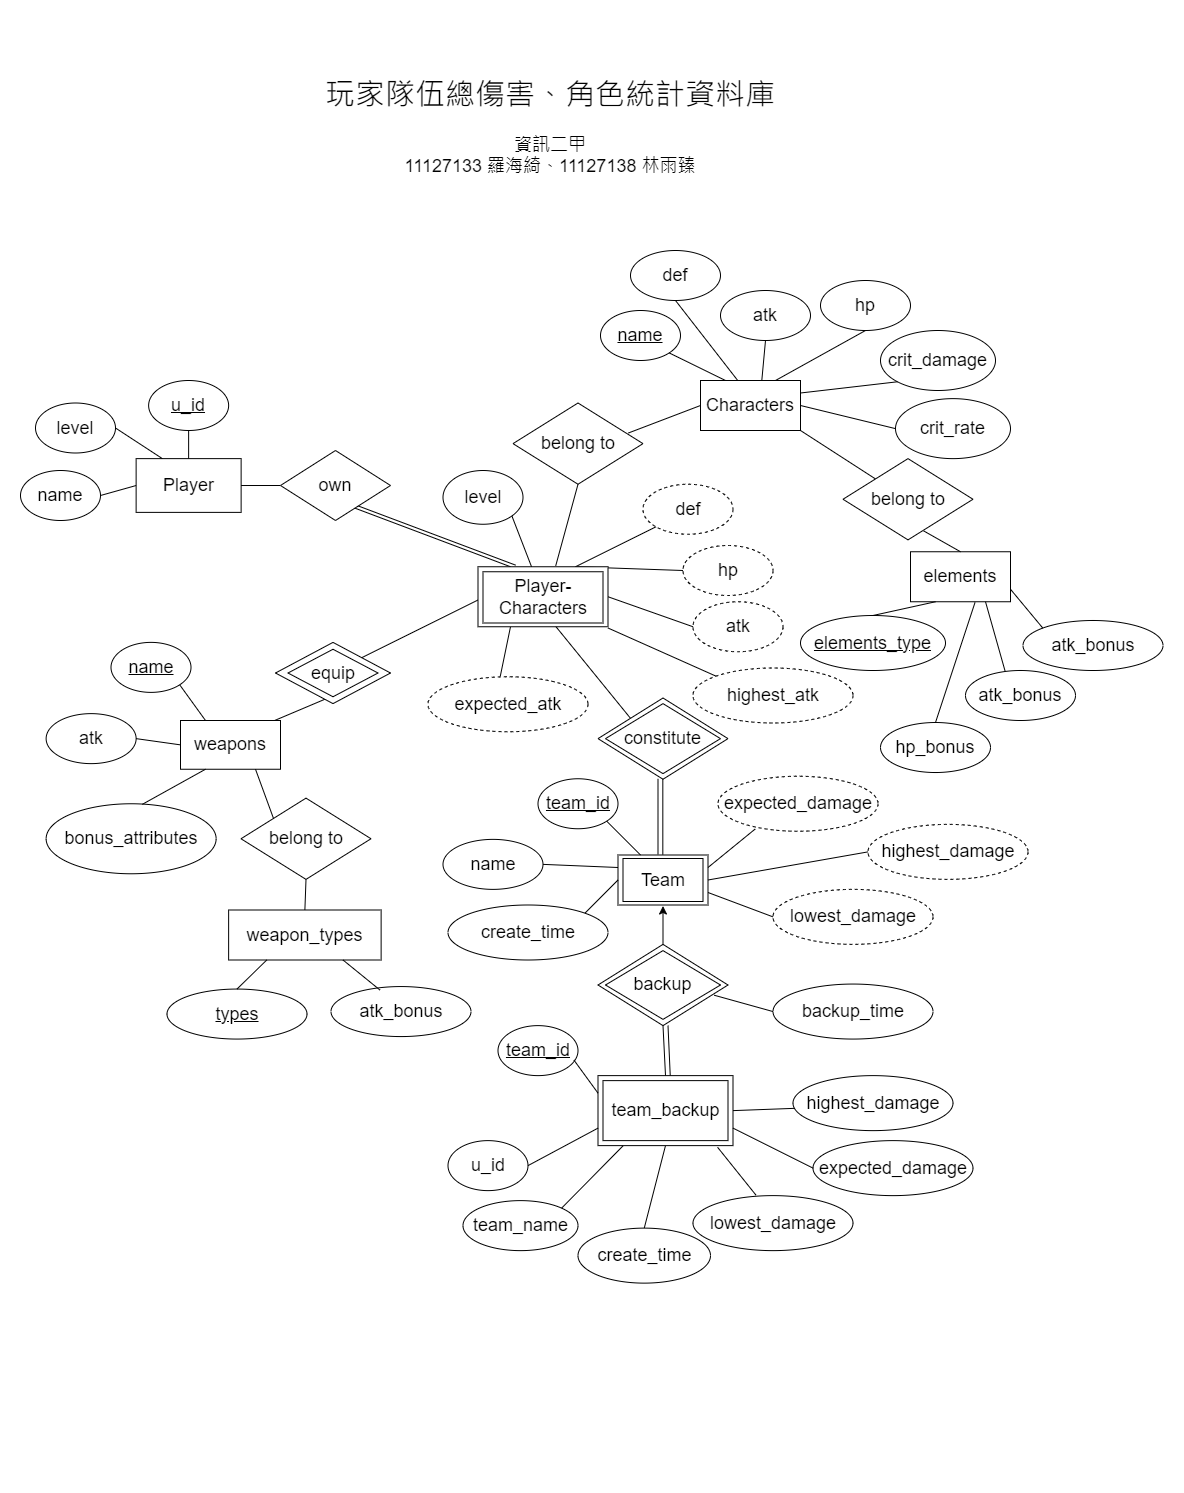 玩家隊伍總傷害、角色統計資料庫
資訊二甲
11127133 羅海綺、11127138 林雨臻
def
atk
hp
name
crit_damage
Characters
crit_rate
belong to
belong to
elements
elements_type
atk_bonus
atk_bonus
hp_bonus
u_id
level
name
Player
own
level
def
hp
atk
highest_atk
expected_atk
Player-
Characters
equip
name
atk
weapons
bonus_attributes
belong to
weapon_types
types
atk_bonus
constitute
team_id
expected_damage
name
highest_damage
Team
create_time
lowest_damage
backup
backup_time
team_id
team_backup
highest_damage
u_id
expected_damage
team_name
lowest_damage
create_time